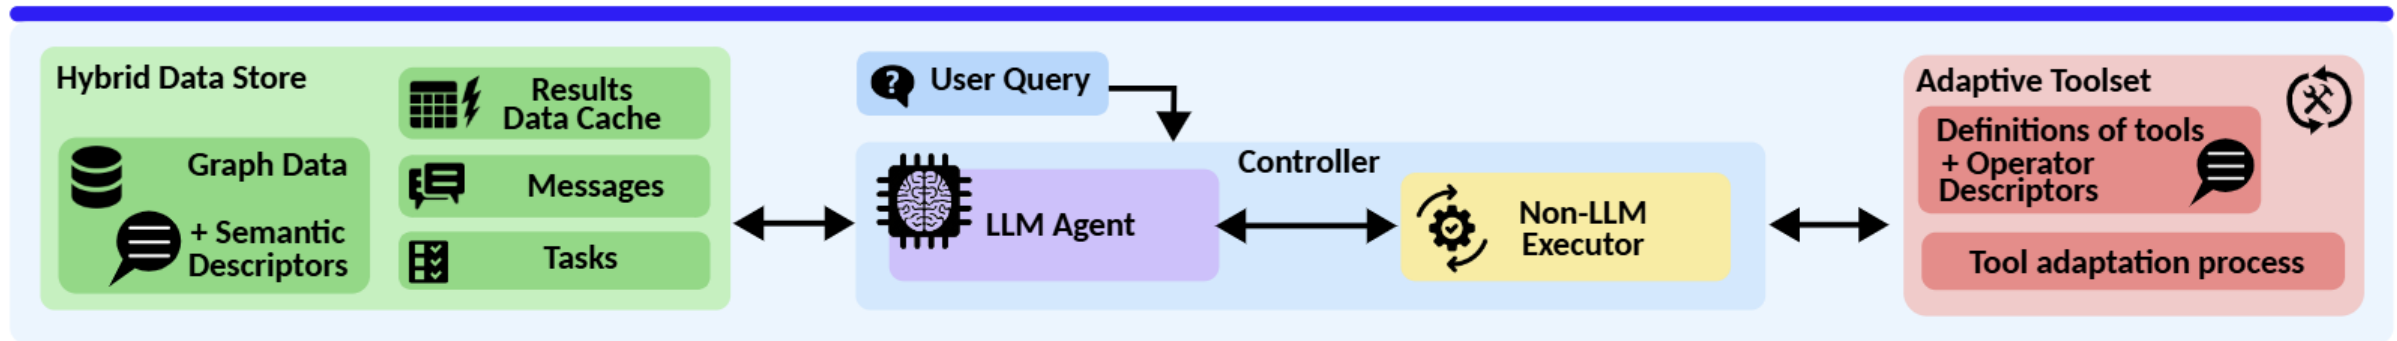 Hybrid Data Store
Graph Data
+ Semantic
Descriptors
Results
Data Cache
Messages
Tasks
? User Query
Controller
LLM Agent
Non-LLM
Executor
Adaptive Toolset
Definitions of tools
+ Operator
Descriptors
Tool adaptation process